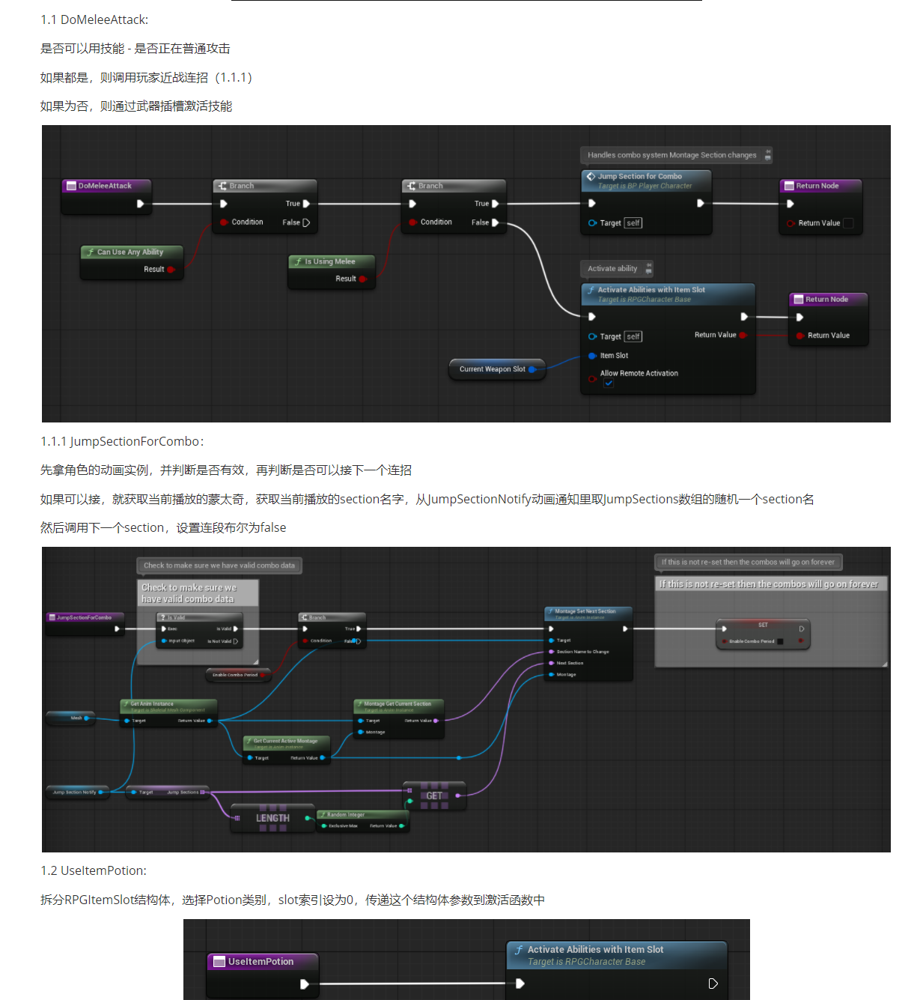 1.1 DoMeleeAttack:
是否可以用技能 - 是否正在普通攻击
如果都是，则调用玩家近战连招（1.1.1）
如果为否，则通过武器插槽激活技能
Handles combo system Montage Section changes
DoMeleeAttack
Branch
Branch
Jump Section for Combo
Target is BP Player Character
Return Node
True
True
Condition
False
Condition
False
Target
self
Return Value
Can Use Any Ability
Result
Is Using Melee
Result
Activate ability
Activate Abilities with Item Slot
Target is RPGCharacter Base
Return Node
Target
self
Return Value
Return Value
Item Slot
Current Weapon Slot
Allow Remote Activation
1.1.1 JumpSectionForCombo：
先拿角色的动画实例，并判断是否有效，再判断是否可以接下一个连招
如果可以接，就获取当前播放的蒙太奇，获取当前播放的section名字，从JumpSectionNotify动画通知里取JumpSections数组的随机一个section名
然后调用下一个section，设置连段布尔为false
Check to make sure we have valid combo data
If this is not re-set then the combos will go on forever
Check to make sure we
have valid combo data
If this is not re-set then the combos will go on forever
JumpSectionForCombo
Is Valid
Branch
Montage Set Next Section
Target is Anim Instance
SET
Exec
Is Valid
True
Input Object
Is Not Valid
Condition
False
Target
Enable Combo Period
Section Name to Change
Next Section
Montage
Enable Combo Period
Get Anim Instance
Target is Skeletal Mesh Component
Montage Get Current Section
Target is Anim Instance
Mesh
Target
Return Value
Target
Return Value
Montage
Get Current Active Montage
Target is Anim Instance
Target
Return Value
Jump Section Notify
Target
Jump Sections
GET
LENGTH
Random Integer
Exclusive Max
Return Value
1.2 UseItemPotion:
拆分RPGItemSlot结构体，选择Potion类别，slot索引设为0，传递这个结构体参数到激活函数中
UseItemPotion
Activate Abilities with Item Slot
Target is RPGCharacter Base